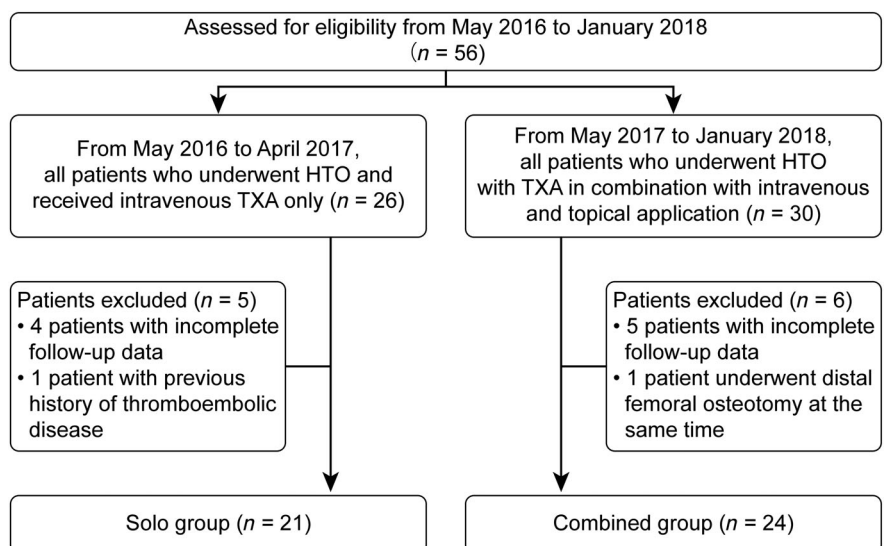 Assessed for eligibility from May 2016 to January 2018
(n = 56)
From May 2016 to April 2017,
all patients who underwent HTO and
received intravenous TXA only (n = 26)
From May 2017 to January 2018,
all patients who underwent HTO
with TXA in combination with intravenous
and topical application (n = 30)
Patients excluded (n = 5)
• 4 patients with incomplete
follow-up data
• 1 patient with previous
history of thromboembolic
disease
Patients excluded (n = 6)
• 5 patients with incomplete
follow-up data
• 1 patient underwent distal
femoral osteotomy at the
same time
Solo group (n = 21)
Combined group (n = 24)